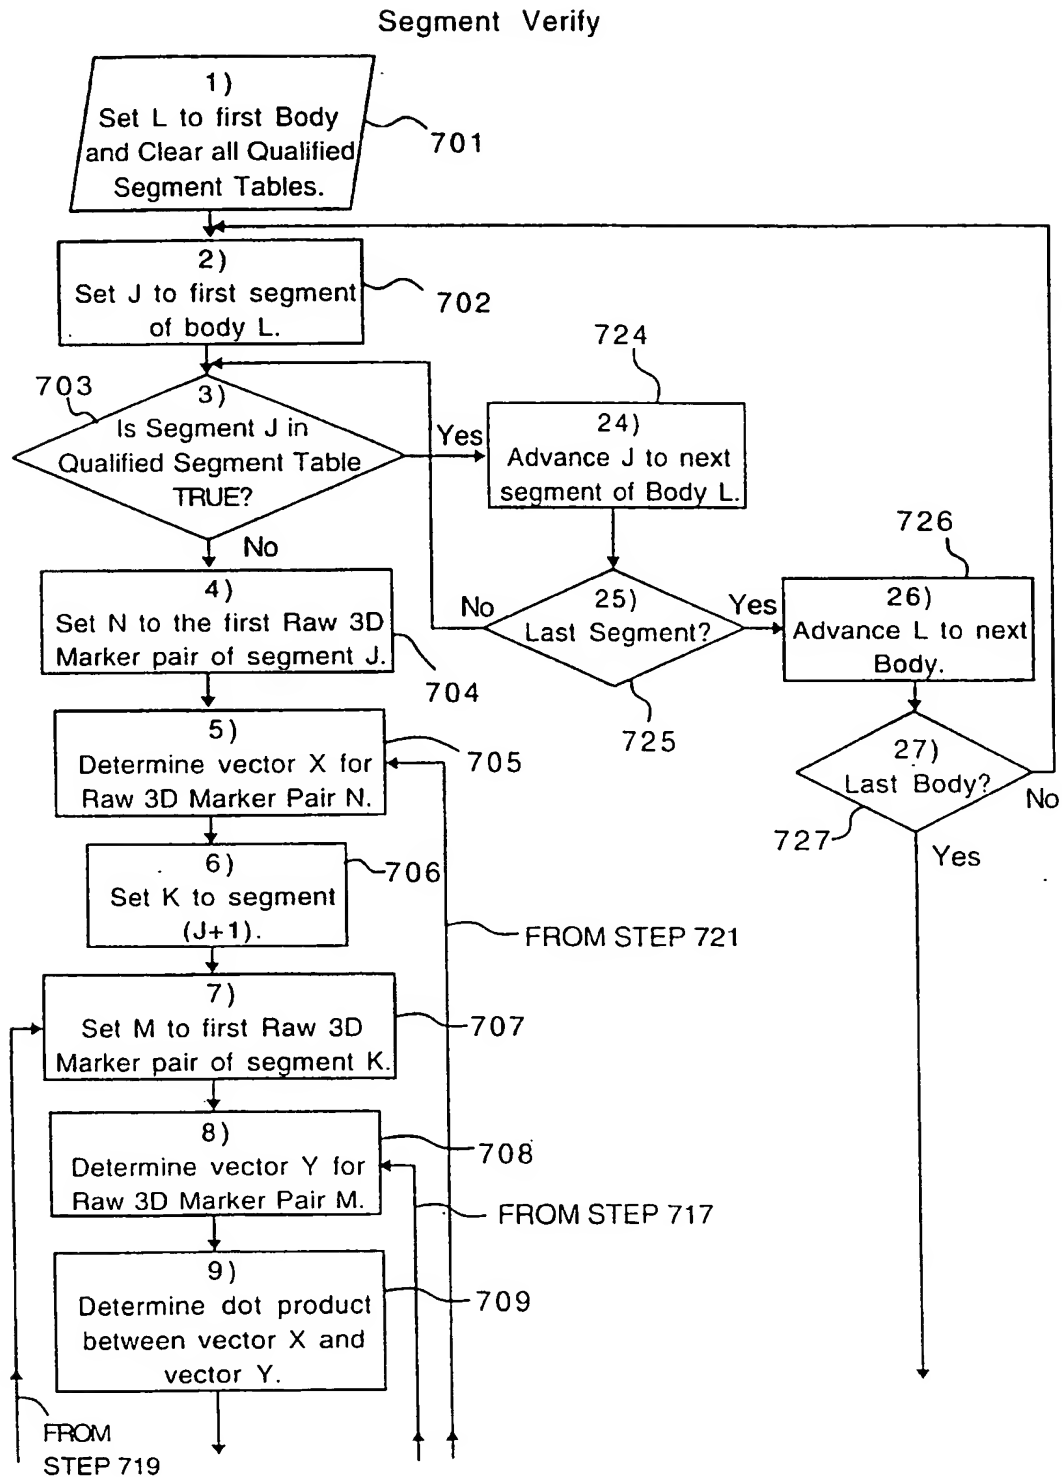 Segment Verify
1)
Set L to first Body
and Clear all Qualified
Segment Tables.
701
2)
Set J to first segment
of body L.
702
703
3)
Is Segment J in
Qualified Segment Table
TRUE?
Yes
No
724
24)
Advance J to next
segment of Body L.
25)
Last Segment?
No
Yes
725
726
26)
Advance L to next
Body.
27)
Last Body?
727
No
Yes
4)
Set N to the first Raw 3D
Marker pair of segment J.
704
5)
Determine vector X for
Raw 3D Marker Pair N.
705
6)
Set K to segment
(J+1).
706
FROM STEP 721
7)
Set M to first Raw 3D
Marker pair of segment K.
707
8)
Determine vector Y for
Raw 3D Marker Pair M.
708
FROM STEP 717
9)
Determine dot product
between vector X and
vector Y.
709
FROM
STEP 719